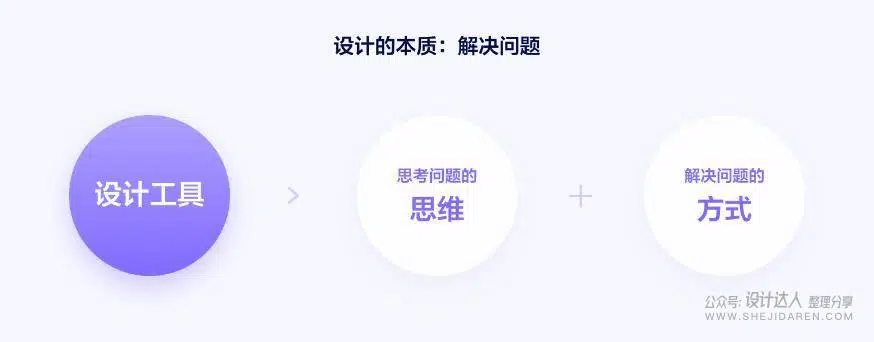 设计的本质：解决问题
设计工具
>
思考问题的
思维
+
解决问题的
方式
公众号: 设计达人 整理分享
WWW.SHEJIDAREN.COM